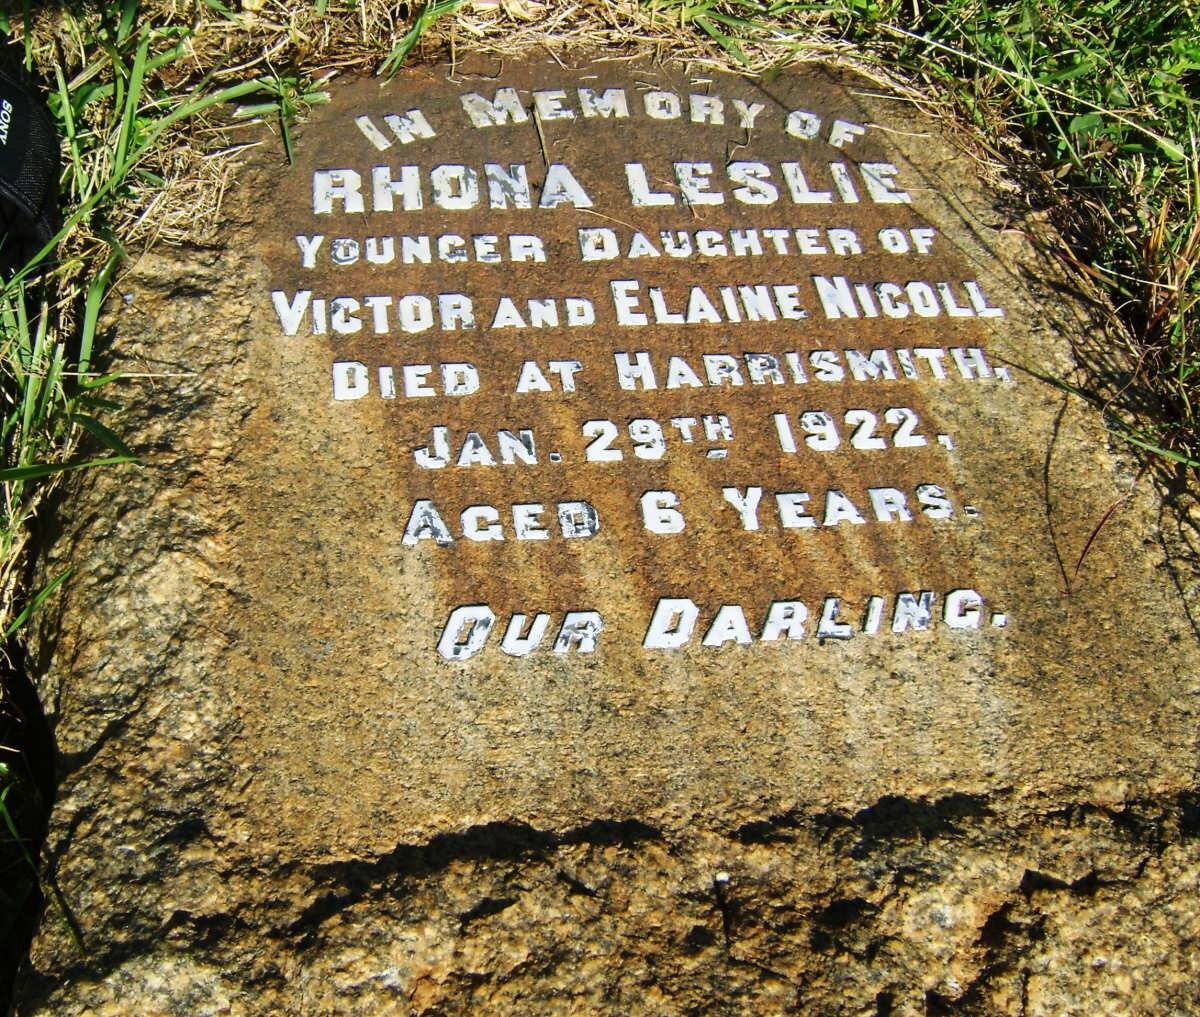 IN MEMORY OF
RHONA LESLIE
YOUNGER DAUGHTER OF
VICTOR AND ELAINE NICOLL
DIED AT HARRISMITH,
JAN. 29TH 1922,
AGED 6 YEARS.
OUR DARLING.
SONY